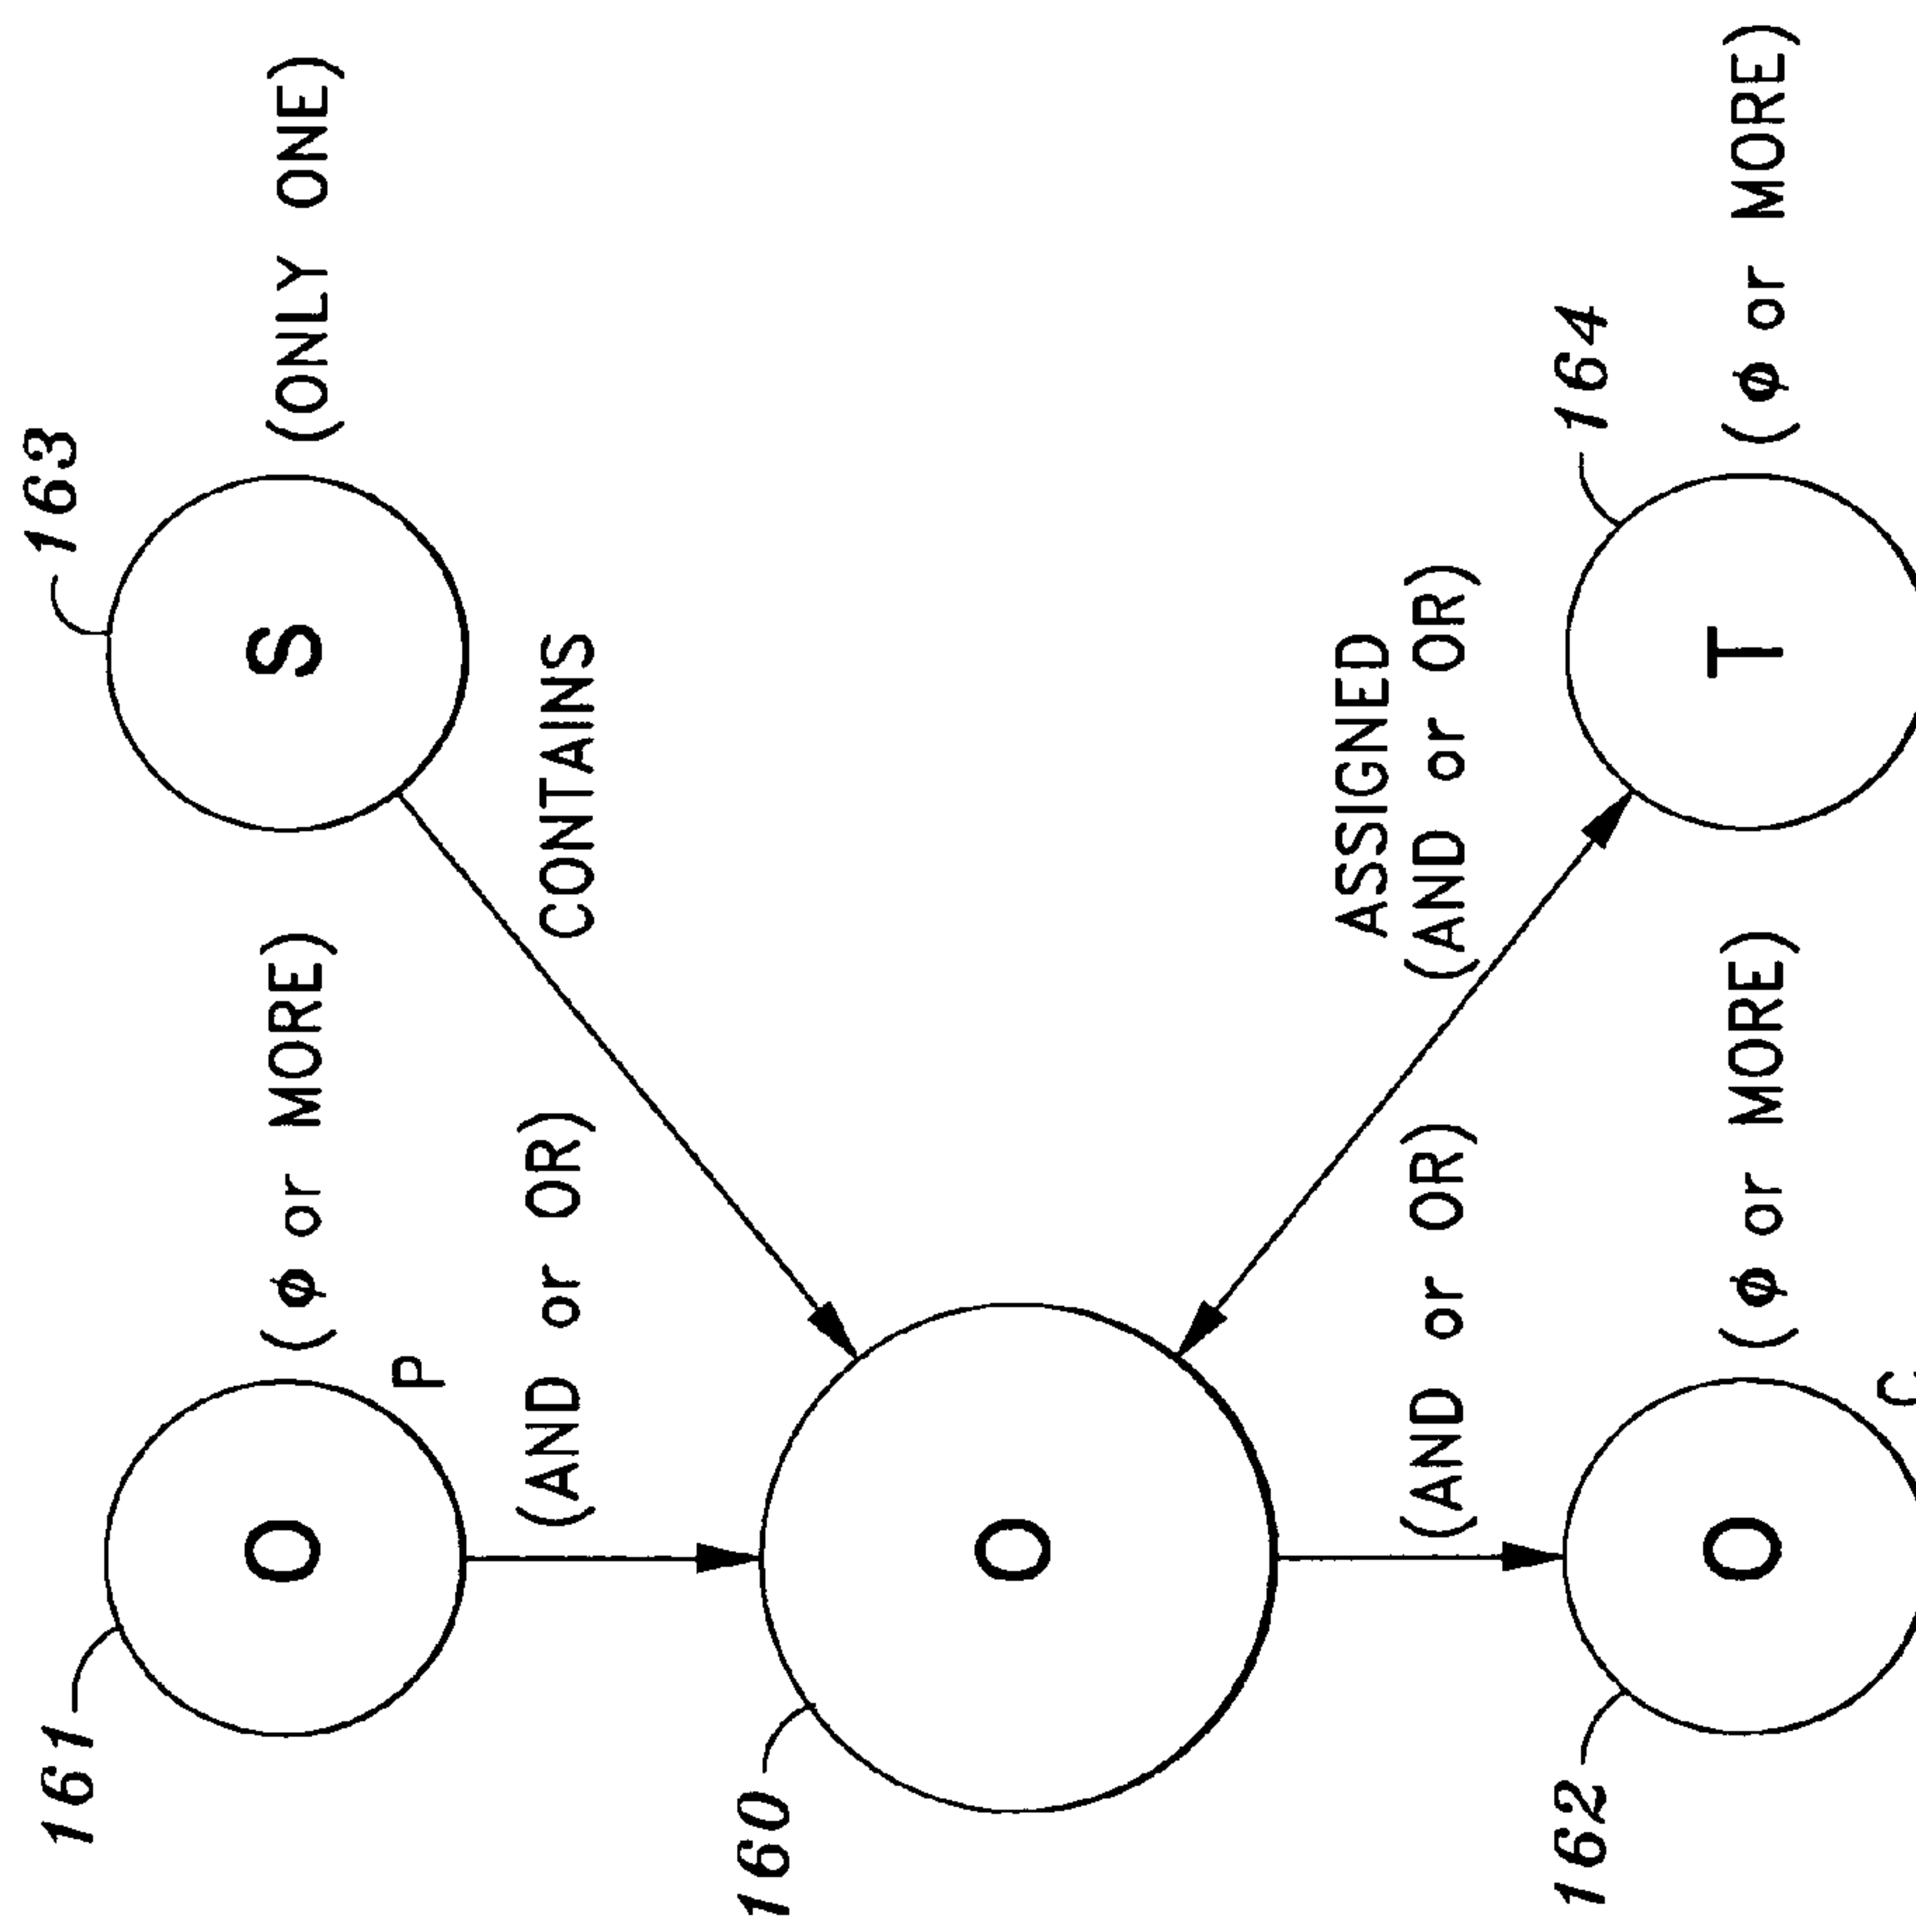 161
O
(φ or MORE)
P
163
S
(ONLY ONE)
(AND or OR)
CONTAINS
160
O
(AND or OR)
ASSIGNED
(AND or OR)
162
O
(φ or MORE)
164
T
(φ or MORE)